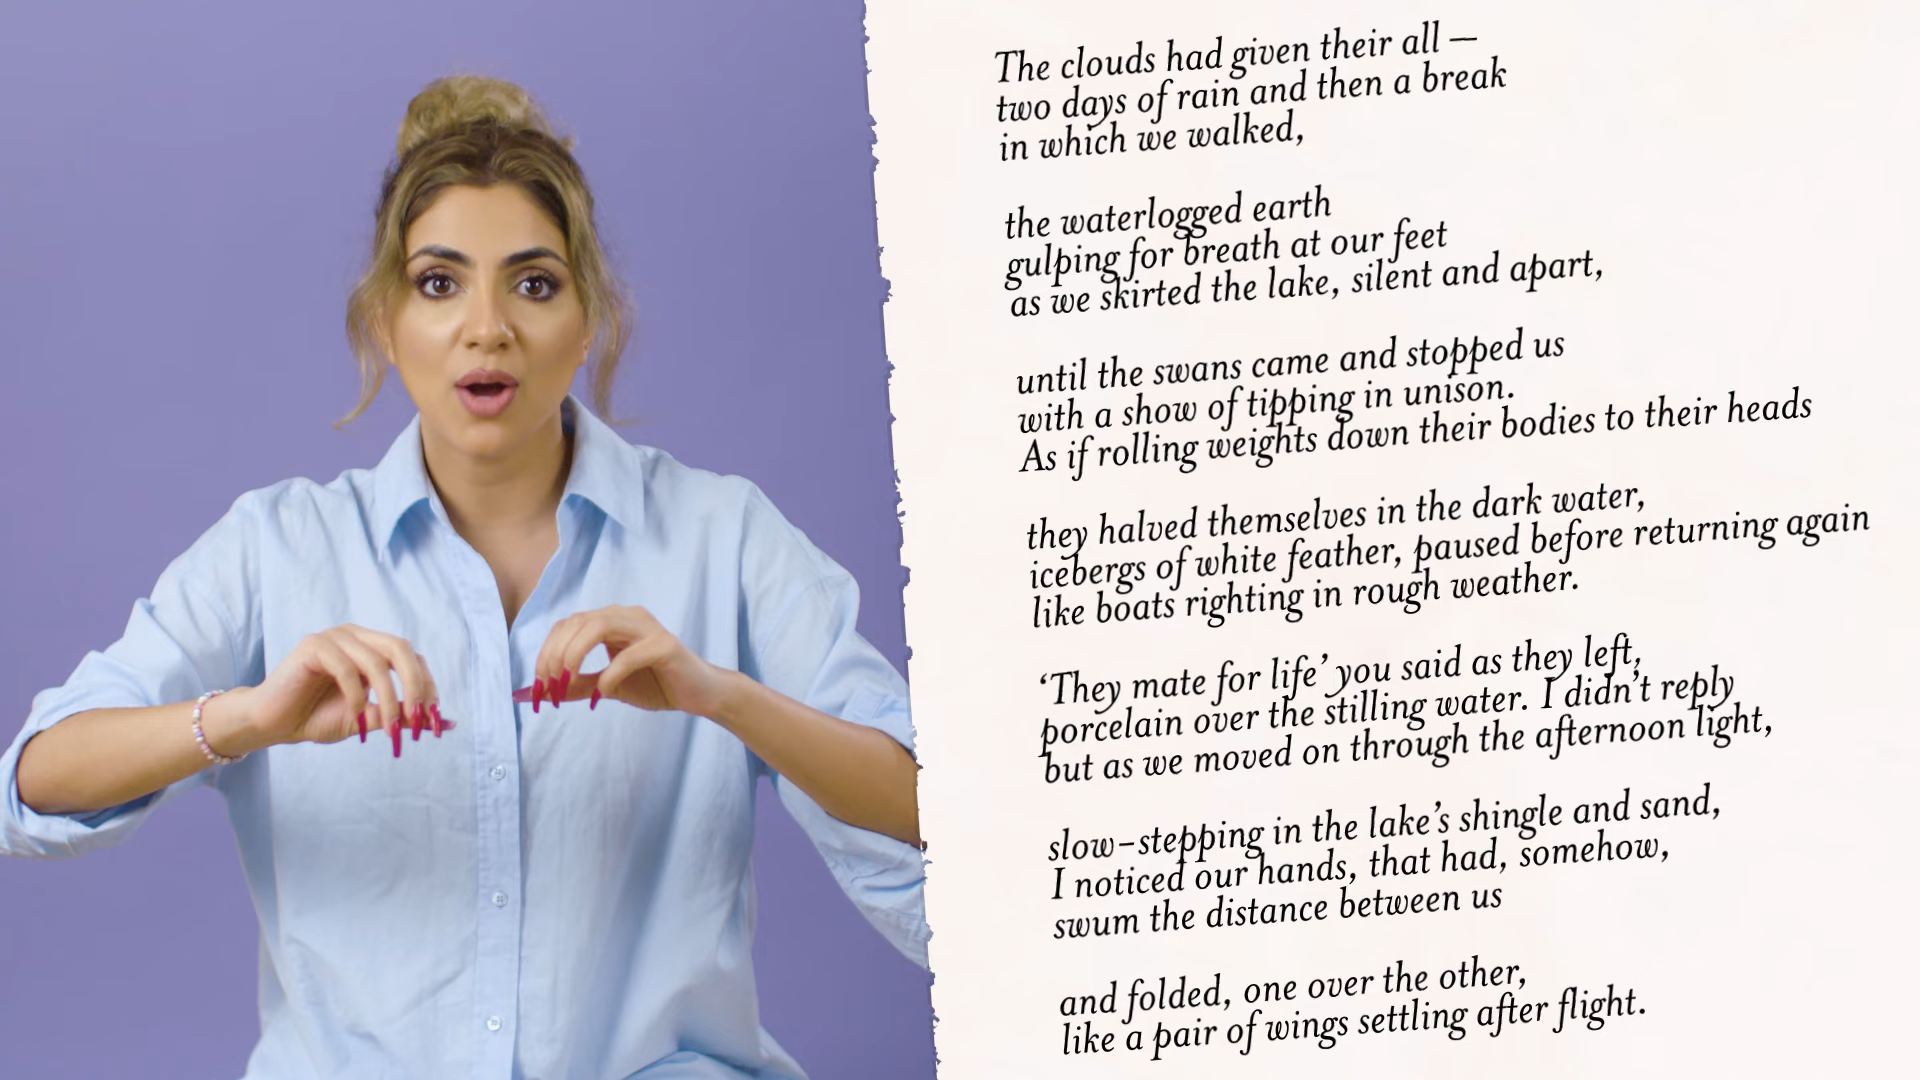 The clouds had given their all –
two days of rain and then a break
in which we walked,
the waterlogged earth
gulping for breath at our feet
as we skirted the lake, silent and apart,
until the swans came and stopped us
with a show of tipping in unison.
As if rolling weights down their bodies to their heads
they halved themselves in the dark water,
icebergs of white feather, paused before returning again
like boats righting in rough weather.
‘They mate for life’ you said as they left,
porcelain over the stilling water. I didn’t reply
but as we moved on through the afternoon light,
slow-stepping in the lake’s shingle and sand,
I noticed our hands, that had, somehow,
swum the distance between us
and folded, one over the other,
like a pair of wings settling after flight.